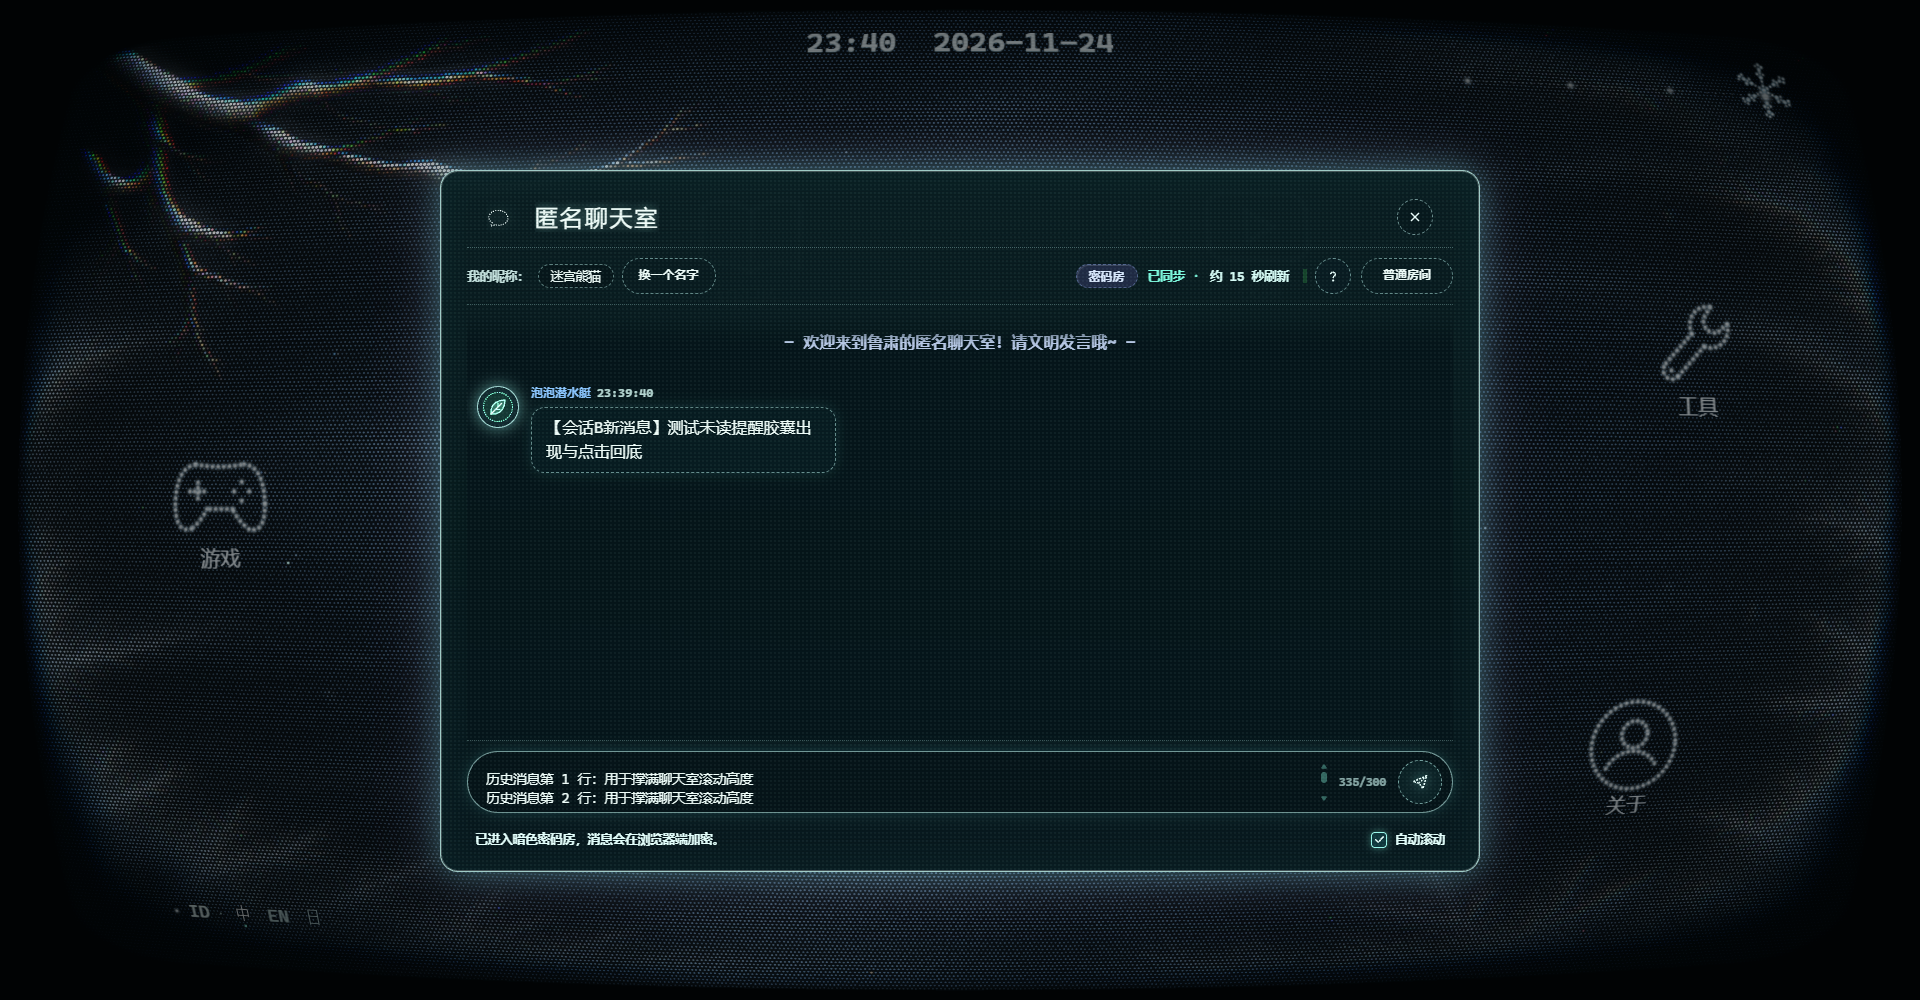 23:40 2026-11-24
匿名聊天室
×
我的昵称: 迷宫熊猫 换一个名字 密码房 已同步 · 约 15 秒刷新 ? 普通房间
— 欢迎来到鲁肃的匿名聊天室! 请文明发言哦~ —
泡泡潜水艇 23:39:40
【会话B新消息】测试未读提醒胶囊出
现与点击回底
工具
游戏
历史消息第 1 行: 用于撑满聊天室滚动高度
历史消息第 2 行: 用于撑满聊天室滚动高度
335/300
关于
已进入暗色密码房, 消息会在浏览器端加密。
自动滚动
ID · 中 EN 日